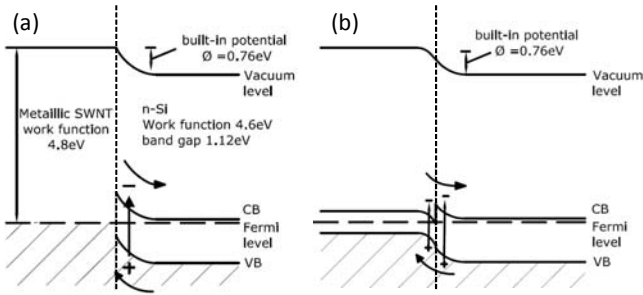 (a)
built-in potential
Ø =0.76eV
Vacuum
level
Metaillic SWNT
work function
4.8eV
n-Si
Work function 4.6eV
band gap 1.12eV
−
CB
Fermi
level
+
VB
(b)
built-in potential
Ø =0.76eV
Vacuum
level
- -
CB
Fermi
level
+ +
VB